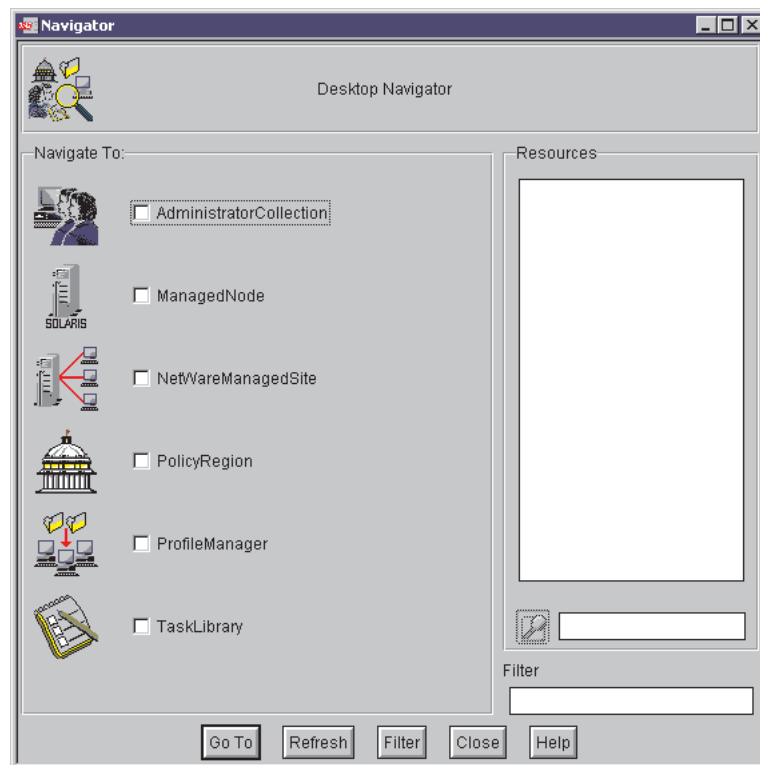 Navigator
Desktop Navigator
Navigate To:
AdministratorCollection
SOLARIS
ManagedNode
NetWareManagedSite
PolicyRegion
ProfileManager
TaskLibrary
Resources
Filter
Go To
Refresh
Filter
Close
Help